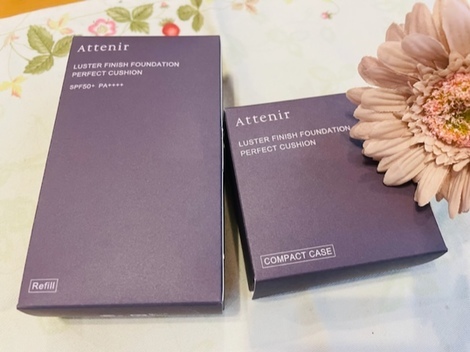 Attenir
LUSTER FINISH FOUNDATION
PERFECT CUSHION
SPF50+ PA++++
Refill
Attenir
LUSTER FINISH FOUNDATION
PERFECT CUSHION
COMPACT CASE